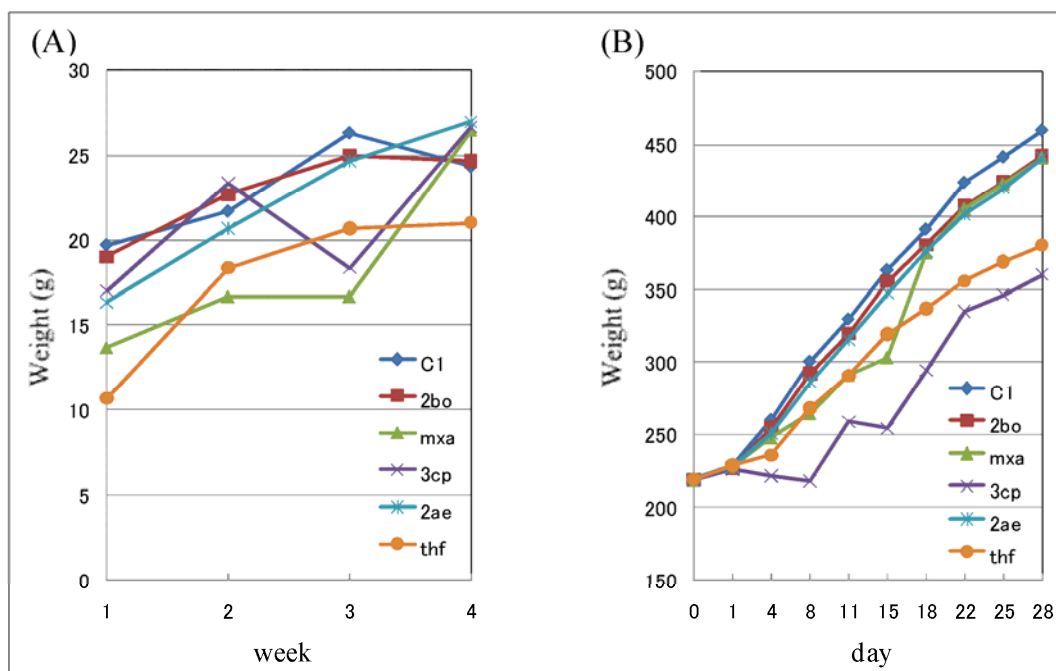 (A)
Weight (g)
30
25
20
15
10
5
0
C1
2bo
mxa
3cp
2ae
thf
1 2 3 4
week
(B)
Weight (g)
500
450
400
350
300
250
200
150
C1
2bo
mxa
3cp
2ae
thf
0 1 4 8 11 15 18 22 25 28
day